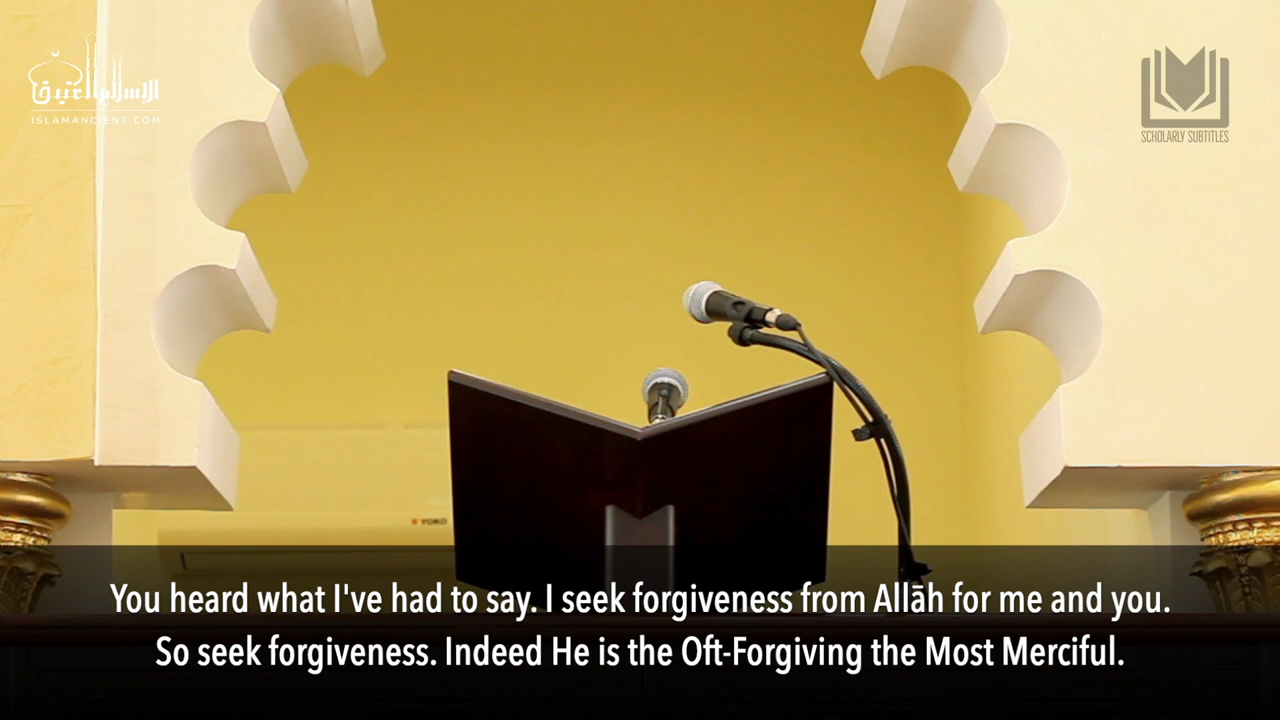 الإسلام العتيق
ISLAMANCIENT.COM
SCHOLARLY SUBTITLES
YOKO
You heard what I've had to say. I seek forgiveness from Allāh for me and you.
So seek forgiveness. Indeed He is the Oft-Forgiving the Most Merciful.